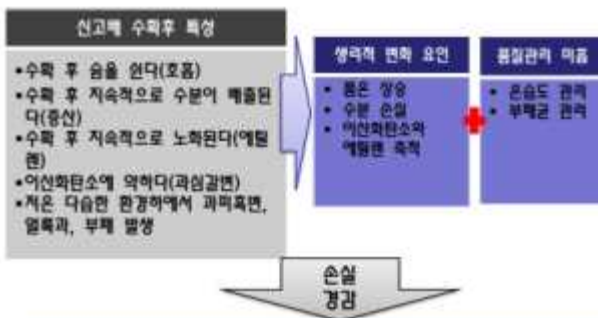 신고배 수확후 특성
•수확 후 숨을 쉰다(호흡)
•수확 후 지속적으로 수분이 배출된
다(증산)
•수확 후 지속적으로 노화된다(에틸
렌)
•이산화탄소에 약하다(과심갈변)
•저온 다습한 환경하에서 과피흑변,
얼룩과, 부패 발생
생리적 변화 요인
• 품온 상승
• 수분 손실
• 이산화탄소와
에틸렌 축적
품질관리 미흡
• 온습도 관리
• 부패균 관리
손실
경감